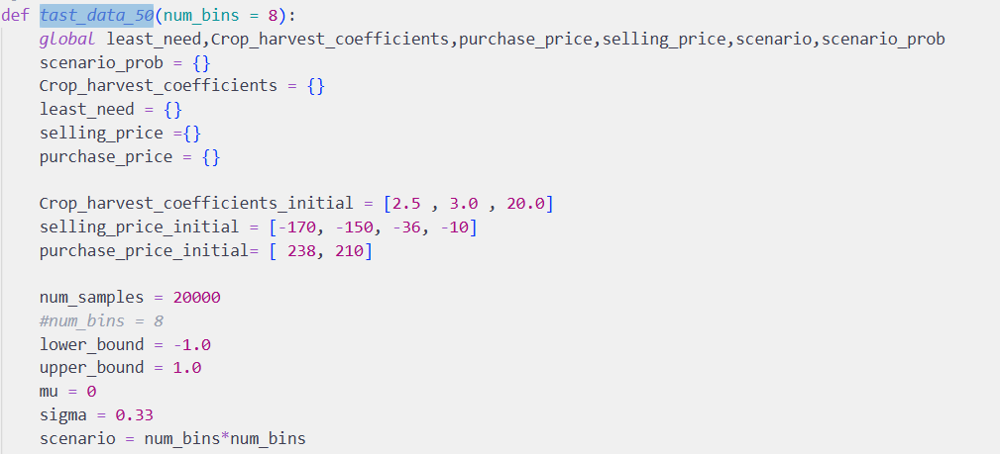 def tast_data_50(num_bins = 8):
global least_need,Crop_harvest_coefficients,purchase_price,selling_price,scenario,scenario_prob
scenario_prob = {}
Crop_harvest_coefficients = {}
least_need = {}
selling_price ={}
purchase_price = {}
Crop_harvest_coefficients_initial = [2.5 , 3.0 , 20.0]
selling_price_initial = [-170, -150, -36, -10]
purchase_price_initial= [ 238, 210]
num_samples = 20000
#num_bins = 8
lower_bound = -1.0
upper_bound = 1.0
mu = 0
sigma = 0.33
scenario = num_bins*num_bins